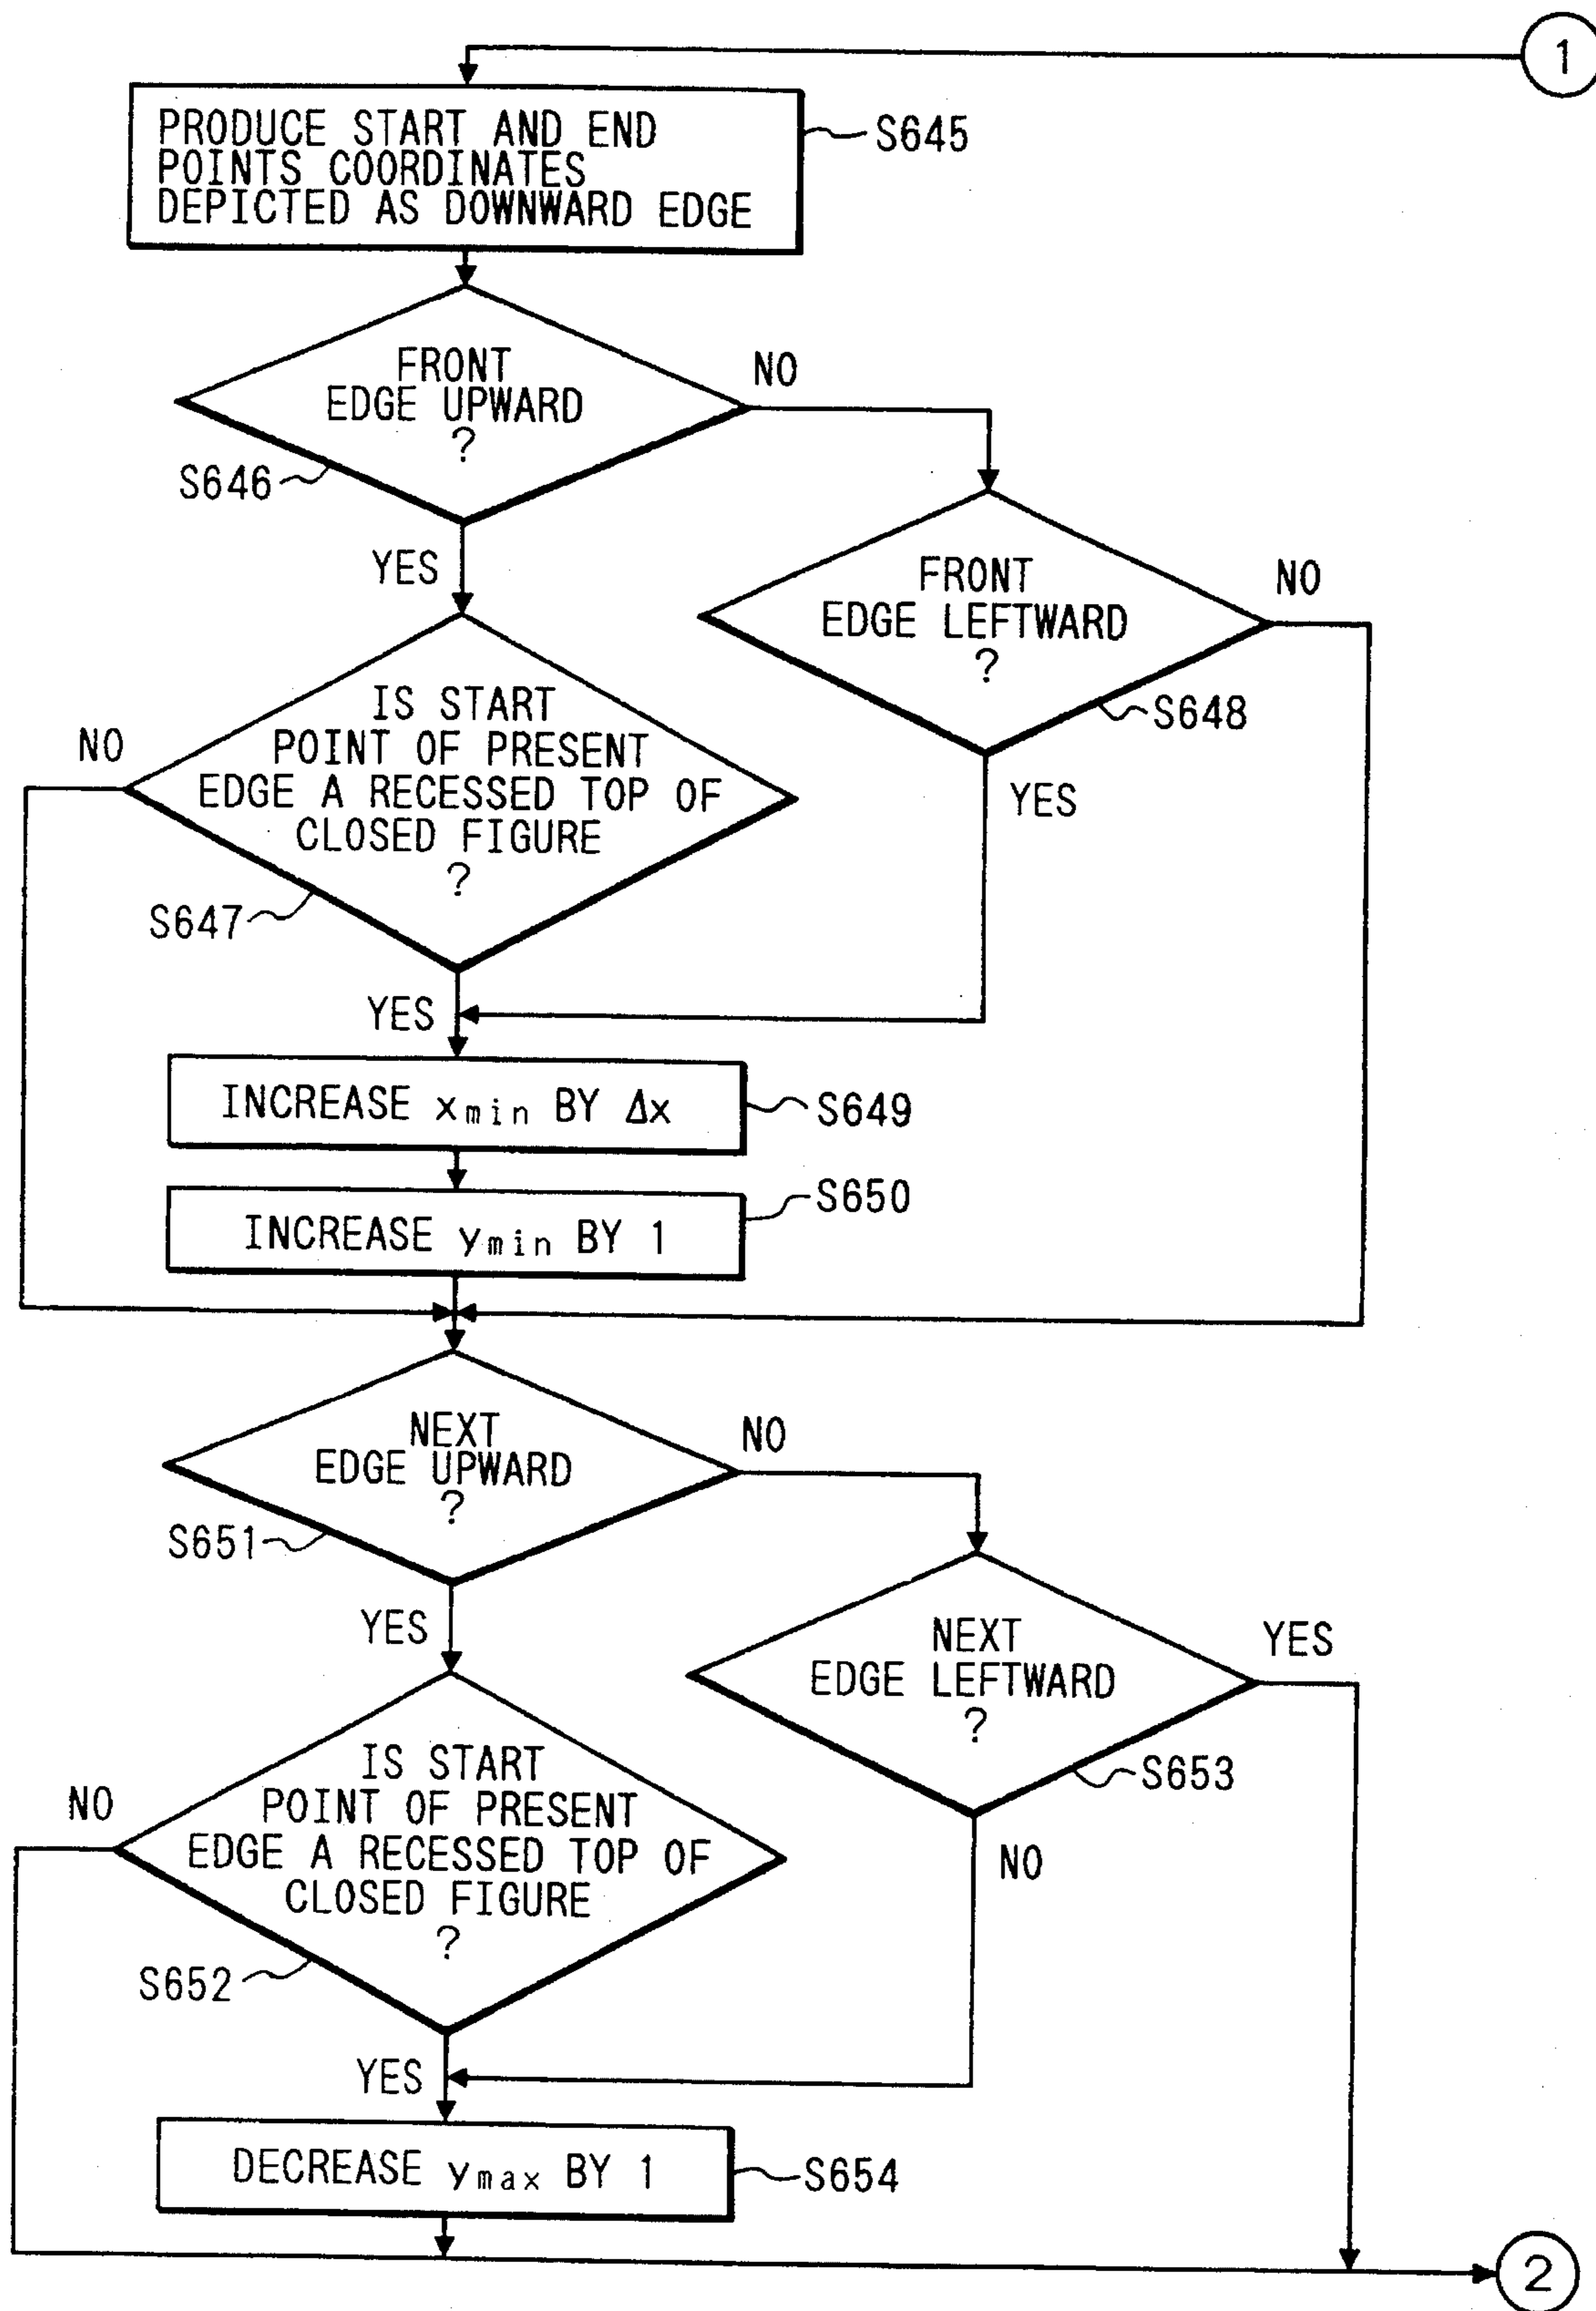 1
PRODUCE START AND END
POINTS COORDINATES
DEPICTED AS DOWNWARD EDGE
S645
FRONT
EDGE UPWARD
?
NO
S646
YES
FRONT
EDGE LEFTWARD
?
NO
S648
YES
IS START
POINT OF PRESENT
EDGE A RECESSED TOP OF
CLOSED FIGURE
?
NO
S647
YES
INCREASE xmin BY Δx
S649
INCREASE ymin BY 1
S650
NEXT
EDGE UPWARD
?
NO
S651
YES
NEXT
EDGE LEFTWARD
?
YES
S653
NO
IS START
POINT OF PRESENT
EDGE A RECESSED TOP OF
CLOSED FIGURE
?
NO
S652
YES
DECREASE ymax BY 1
S654
2